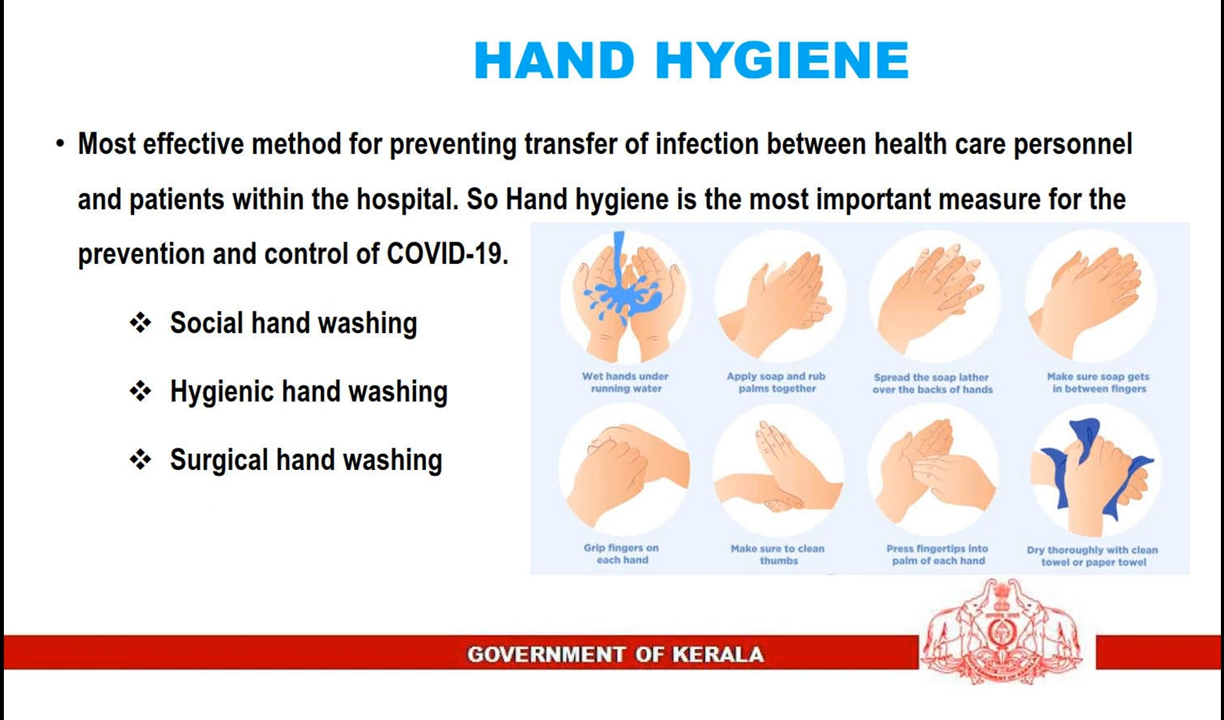 HAND HYGIENE
• Most effective method for preventing transfer of infection between health care personnel
and patients within the hospital. So Hand hygiene is the most important measure for the
prevention and control of COVID-19.
❖ Social hand washing
❖ Hygienic hand washing
❖ Surgical hand washing
Wet hands under
running water
Apply soap and rub
palms together
Spread the soap lather
over the backs of hands
Make sure soap gets
in between fingers
Grip fingers on
each hand
Make sure to clean
thumbs
Press fingertips into
palm of each hand
Dry thoroughly with clean
towel or paper towel
GOVERNMENT OF KERALA